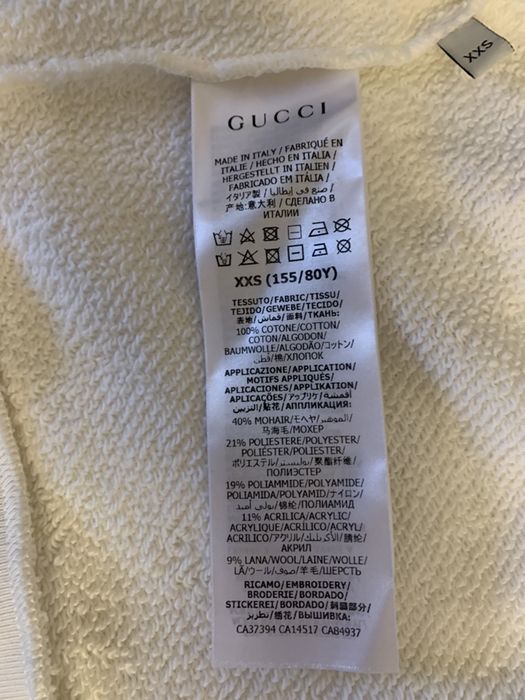 XXS
GUCCI
MADE IN ITALY / FABRIQUÉ EN
ITALIE / HECHO EN ITALIA /
HERGESTELLT IN ITALIEN /
FABRICADO EM ITÁLIA /
イタリア製 / صنع في إيطاليا /
产地:意大利 / СДЕЛАНО В
ИТАЛИИ
XXS (155/80Y)
TESSUTO/FABRIC/TISSU/
TEJIDO/GEWEBE/TECIDO/
表地/قماش/面料/ТКАНЬ:
100% COTONE/COTTON/
COTON/ALGODON/
BAUMWOLLE/ALGODÃO/コットン/
قطن/棉/ХЛОПОК
APPLICAZIONE/APPLICATION/
MOTIFS APPLIQUÉS/
APLICACIONES/APPLIKATION/
APLICAÇÕES/アップリケ/أقمشة
التزيين/贴花/АППЛИКАЦИЯ:
40% MOHAIR/モヘヤ/الموهير/
马海毛/МОХЕР
21% POLIESTERE/POLYESTER/
POLIÉSTER/POLYESTER/
ポリエステル/بوليستر/聚酯纤维/
ПОЛИЭСТЕР
19% POLIAMMIDE/POLYAMIDE/
POLIAMIDA/POLYAMID/ナイロン/
بولي أميد/锦纶/ПОЛИАМИД
11% ACRILICA/ACRYLIC/
ACRYLIQUE/ACRILICO/ACRYL/
ACRILICO/アクリル/الأكريليك/腈纶/
АКРИЛ
9% LANA/WOOL/LAINE/WOLLE/
LÃ/ウール/صوف/羊毛/ШЕРСТЬ
RICAMO/EMBROIDERY/
BRODERIE/BORDADO/
STICKEREI/BORDADO/刺繍部分/
تطريز/绣花/ВЫШИВКА:
CA37394 CA14517 CA84937